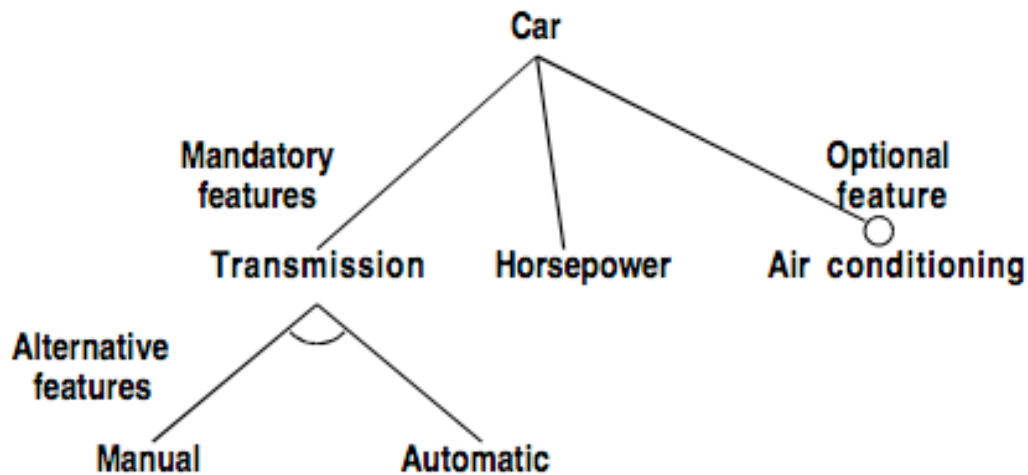 Car
Mandatory
features
Optional
feature
Transmission
Horsepower
Air conditioning
Alternative
features
Manual
Automatic